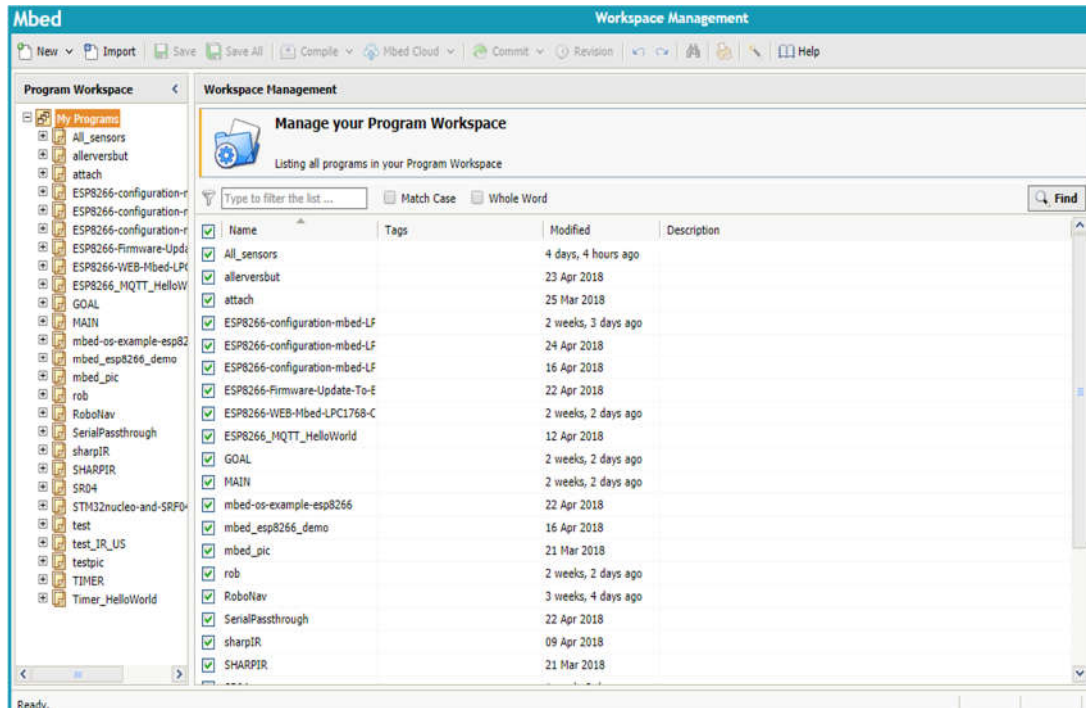 Mbed Workspace Management
New Import Save Save All Compile Mbed Cloud Commit Revision Help
Program Workspace
My Programs
All_sensors
allerversbut
attach
ESP8266-configuration-r
ESP8266-configuration-r
ESP8266-configuration-r
ESP8266-Firmware-Upda
ESP8266-WEB-Mbed-LP
ESP8266_MQTT_HelloW
GOAL
MAIN
mbed-os-example-esp82
mbed_esp8266_demo
mbed_pic
rob
RoboNav
SerialPassthrough
sharpIR
SHARPIR
SR04
STM32nucleo-and-SRF0
test
test_IR_US
testpic
TIMER
Timer_HelloWorld
Workspace Management
Manage your Program Workspace
Listing all programs in your Program Workspace
Type to filter the list ... Match Case Whole Word Find
Name Tags Modified Description
All_sensors 4 days, 4 hours ago
allerversbut 23 Apr 2018
attach 25 Mar 2018
ESP8266-configuration-mbed-LF 2 weeks, 3 days ago
ESP8266-configuration-mbed-LF 24 Apr 2018
ESP8266-configuration-mbed-LF 16 Apr 2018
ESP8266-Firmware-Update-To-E 22 Apr 2018
ESP8266-WEB-Mbed-LPC1768-C 2 weeks, 2 days ago
ESP8266_MQTT_HelloWorld 12 Apr 2018
GOAL 2 weeks, 2 days ago
MAIN 2 weeks, 2 days ago
mbed-os-example-esp8266 22 Apr 2018
mbed_esp8266_demo 16 Apr 2018
mbed_pic 21 Mar 2018
rob 2 weeks, 2 days ago
RoboNav 3 weeks, 4 days ago
SerialPassthrough 22 Apr 2018
sharpIR 09 Apr 2018
SHARPIR 21 Mar 2018
Ready.